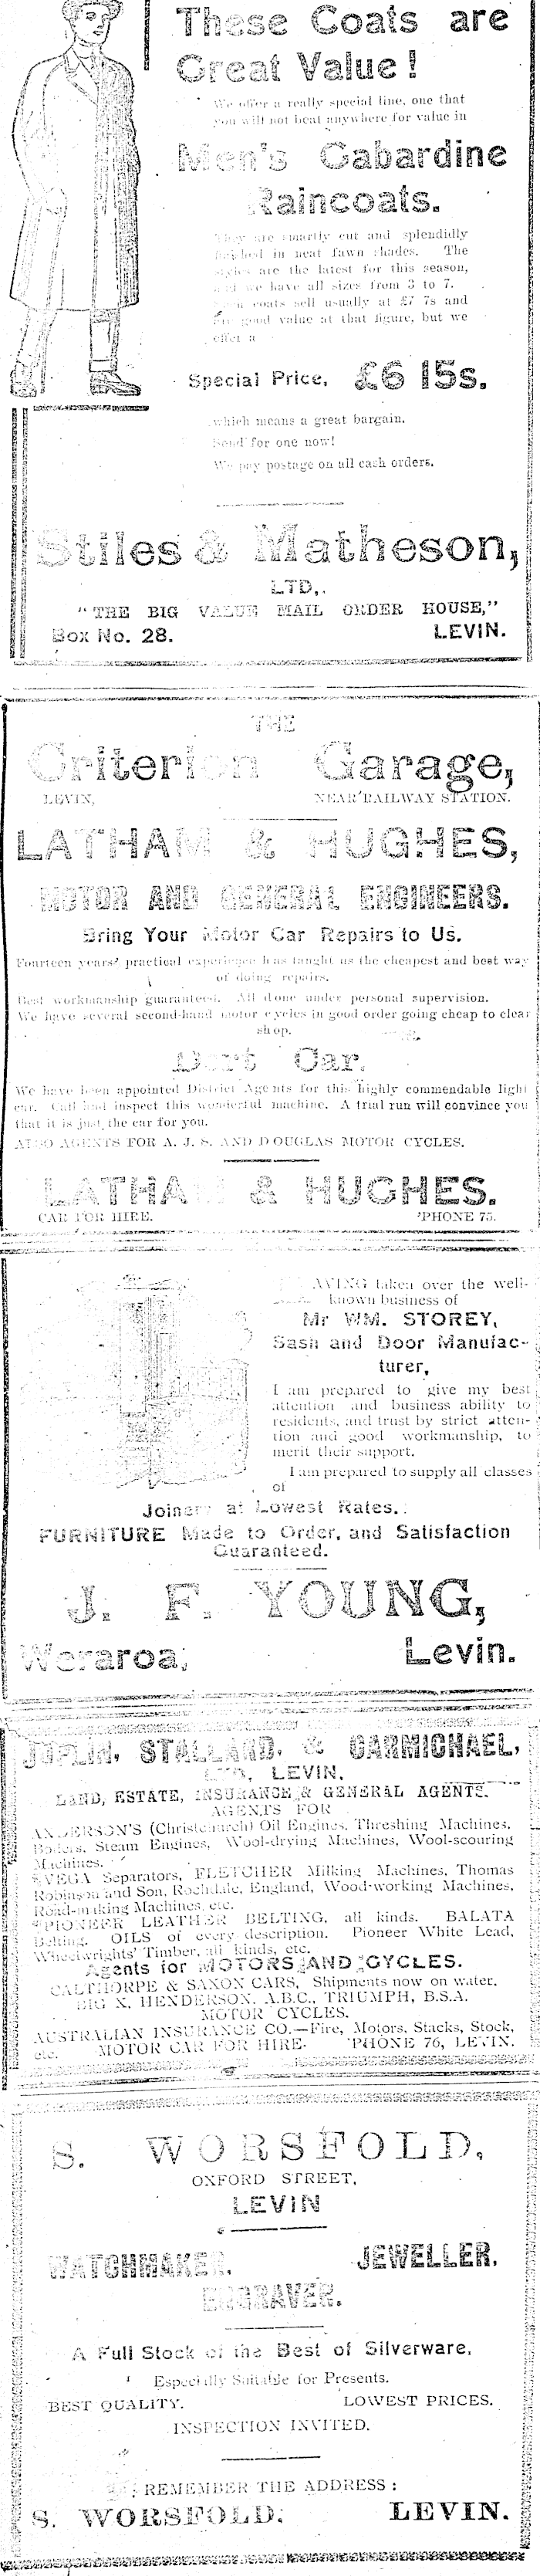 These Coats are
Great Value!
We offer a really special line, one that
you will not beat anywhere for value in
Men's Gabardine
Raincoats.
They are smartly cut and splendidly
finished in neat fawn shades. The
styles are the latest for this season,
and we have all sizes from 3 to 7.
Such coats sell usually at £7 7s and
are good value at that figure, but we
offer a
Special Price, £6 15s.
which means a great bargain.
Send for one now!
We pay postage on all cash orders.
Stiles & Matheson,
LTD,.
"THE BIG VALUE MAIL ORDER HOUSE,"
Box No. 28. LEVIN.
THE
Criterion Garage,
LEVIN, NEAR RAILWAY STATION.
LATHAM & HUGHES,
MOTOR AND GENERAL ENGINEERS.
Bring Your Motor Car Repairs to Us.
Fourteen years' practical experience has taught us the cheapest and best way
of doing repairs.
Best workmanship guaranteed. All done under personal supervision.
We have several second-hand motor cycles in good order going cheap to clear
shop.
Dort Car.
We have been appointed District Agents for this highly commendable light
car. Call and inspect this wonderful machine. A trial run will convince you
that it is just the car for you.
ALSO AGENTS FOR A. J. S. AND DOUGLAS MOTOR CYCLES.
LATHAM & HUGHES.
CAR FOR HIRE. 'PHONE 75.
HAVING taken over the well-
known business of
Mr WM. STOREY,
Sash and Door Manufac-
turer,
I am prepared to give my best
attention and business ability to
residents, and trust by strict atten-
tion and good workmanship, to
merit their support.
I am prepared to supply all classes
of
Joinery at Lowest Rates.
FURNITURE Made to Order, and Satisfaction
Guaranteed.
J. F. YOUNG,
Weraroa, Levin.
JUPLIN, STALLARD, & CARMICHAEL,
LTD, LEVIN,
LAND, ESTATE, INSURANCE & GENERAL AGENTS.
AGENTS FOR
ANDERSON'S (Christchurch) Oil Engines, Threshing Machines,
Boilers, Steam Engines, Wool-drying Machines, Wool-scouring
Machines.
"VEGA Separators, FLETCHER Milking Machines, Thomas
Robinson and Son, Rochdale, England, Wood-working Machines,
Road-making Machines, etc.
"PIONEER LEATHER BELTING, all kinds. BALATA
Belting. OILS of every description. Pioneer White Lead,
Wheelwrights' Timber, all kinds, etc.
Agents for MOTORS AND CYCLES.
CALTHORPE & SAXON CARS, Shipments now on water.
BIG X, HENDERSON, A.B.C., TRIUMPH, B.S.A.
MOTOR CYCLES.
AUSTRALIAN INSURANCE CO.—Fire, Motors, Stacks, Stock,
etc. MOTOR CAR FOR HIRE. 'PHONE 76, LEVIN.
S. WORSFOLD,
OXFORD STREET,
LEVIN
WATCHMAKER, JEWELLER,
ENGRAVER.
A Full Stock of the Best of Silverware,
Especially Suitable for Presents.
BEST QUALITY. LOWEST PRICES.
INSPECTION INVITED.
REMEMBER THE ADDRESS:
S. WORSFOLD. LEVIN.